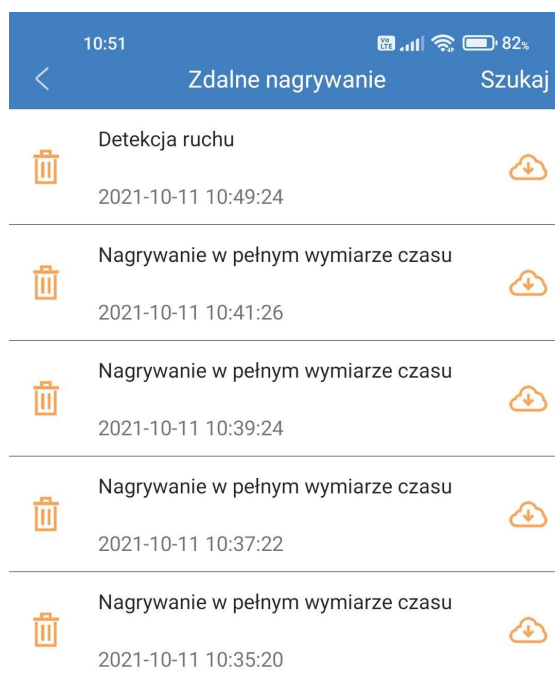 10:51 Vo LTE 82%
Zdalne nagrywanie Szukaj
Detekcja ruchu
2021-10-11 10:49:24
Nagrywanie w pełnym wymiarze czasu
2021-10-11 10:41:26
Nagrywanie w pełnym wymiarze czasu
2021-10-11 10:39:24
Nagrywanie w pełnym wymiarze czasu
2021-10-11 10:37:22
Nagrywanie w pełnym wymiarze czasu
2021-10-11 10:35:20